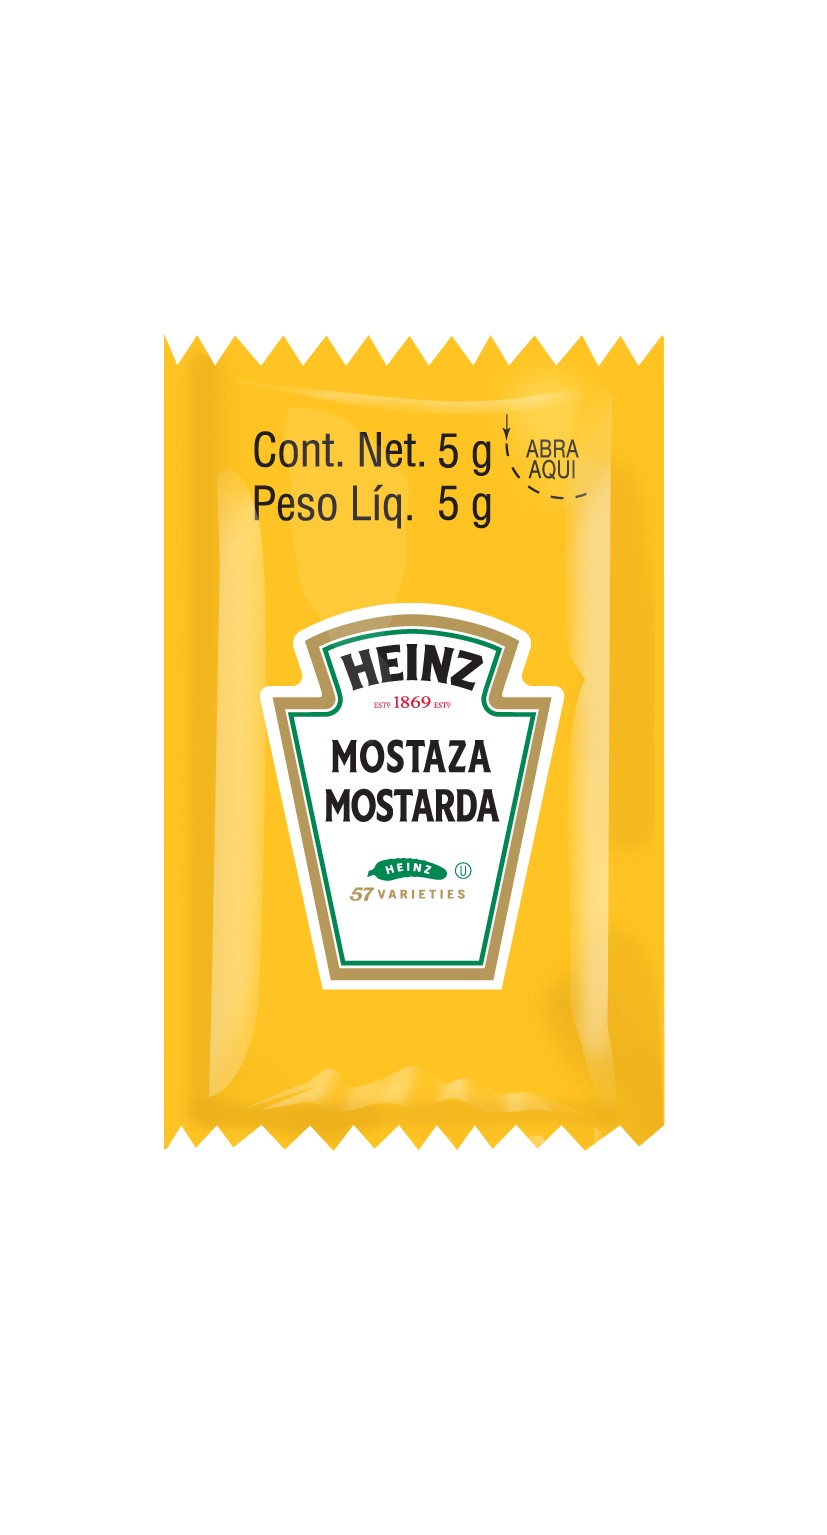 Cont. Net. 5 g
Peso Líq. 5 g
ABRA
AQUI
HEINZ
ESTD 1869 ESTD
MOSTAZA
MOSTARDA
HEINZ U
57 VARIETIES